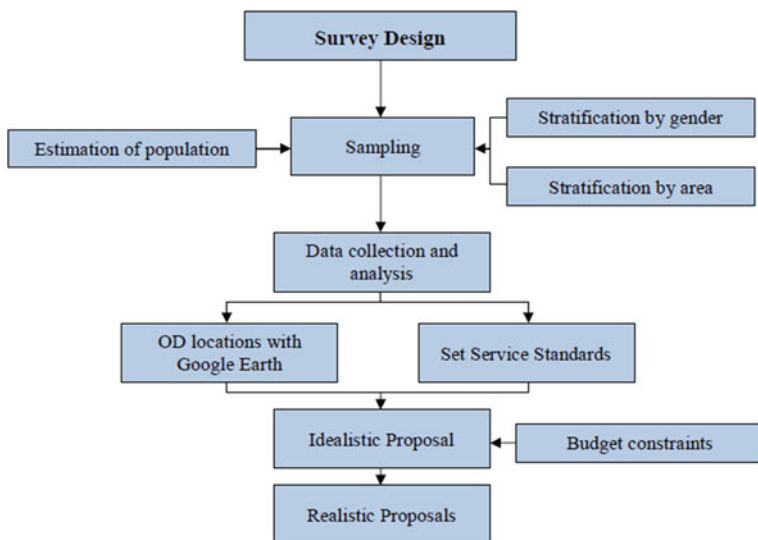 Survey Design
Stratification by gender
Estimation of population
Sampling
Stratification by area
Data collection and
analysis
OD locations with
Google Earth
Set Service Standards
Idealistic Proposal
Budget constraints
Realistic Proposals